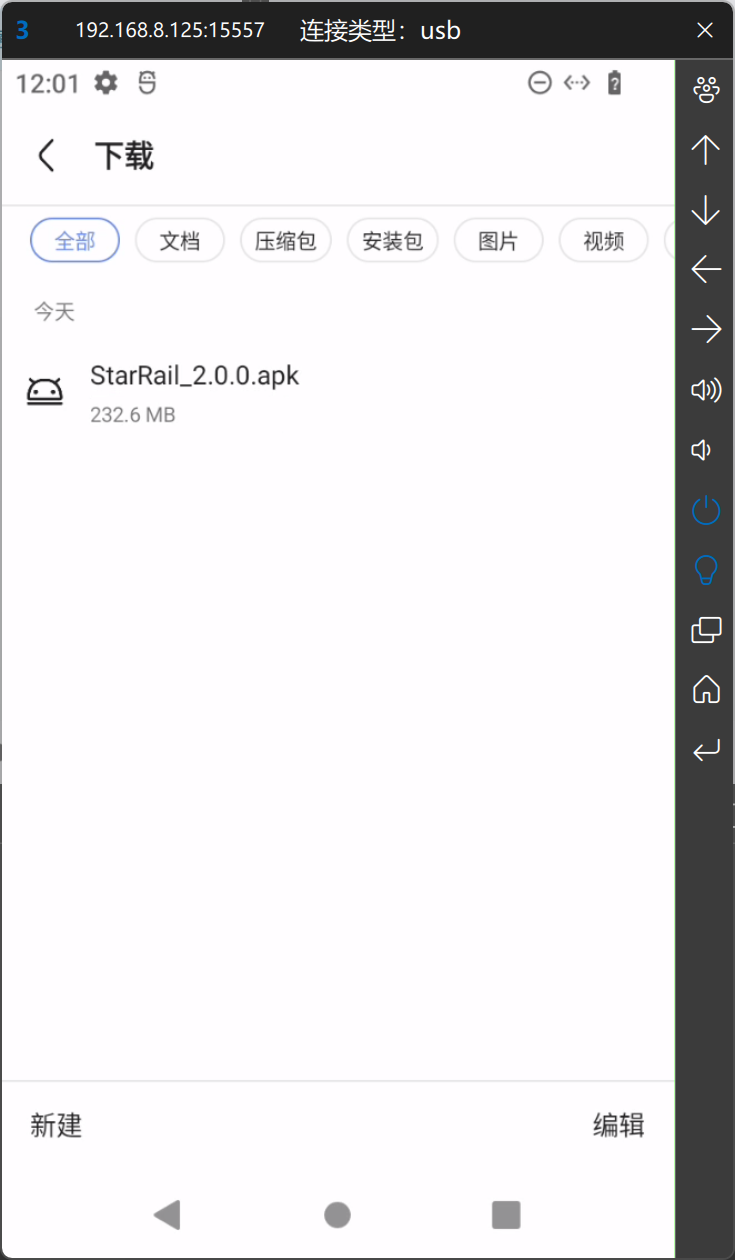 3 192.168.8.125:15557 连接类型：usb
12:01
下载
全部 文档 压缩包 安装包 图片 视频
今天
StarRail_2.0.0.apk
232.6 MB
新建 编辑